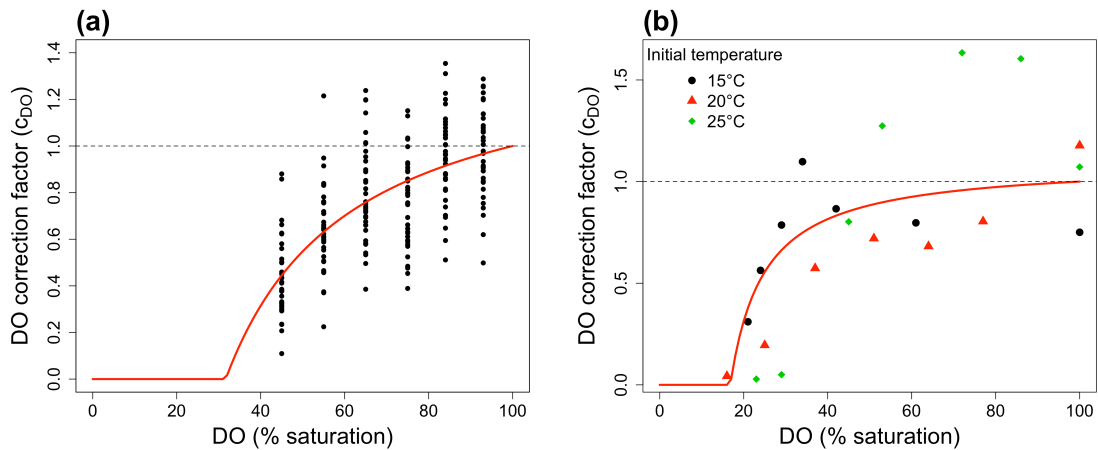 (a)
DO correction factor (cDO)
1.4
1.2
1.0
0.8
0.6
0.4
0.2
0.0
0 20 40 60 80 100
DO (% saturation)
(b)
DO correction factor (cDO)
Initial temperature
15°C
20°C
25°C
1.5
1.0
0.5
0.0
0 20 40 60 80 100
DO (% saturation)